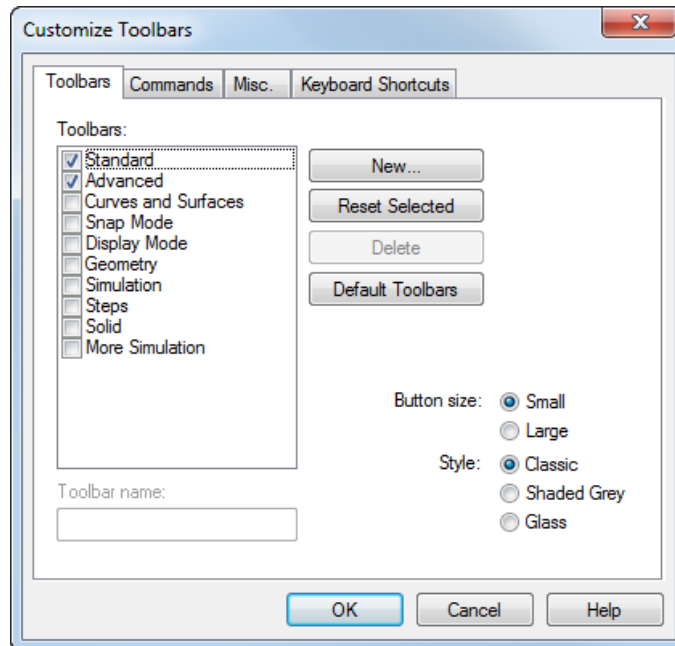 Customize Toolbars
Toolbars
Commands
Misc.
Keyboard Shortcuts
Toolbars:
Standard
Advanced
Curves and Surfaces
Snap Mode
Display Mode
Geometry
Simulation
Steps
Solid
More Simulation
New...
Reset Selected
Delete
Default Toolbars
Button size:
Small
Large
Style:
Classic
Shaded Grey
Glass
Toolbar name:
OK
Cancel
Help